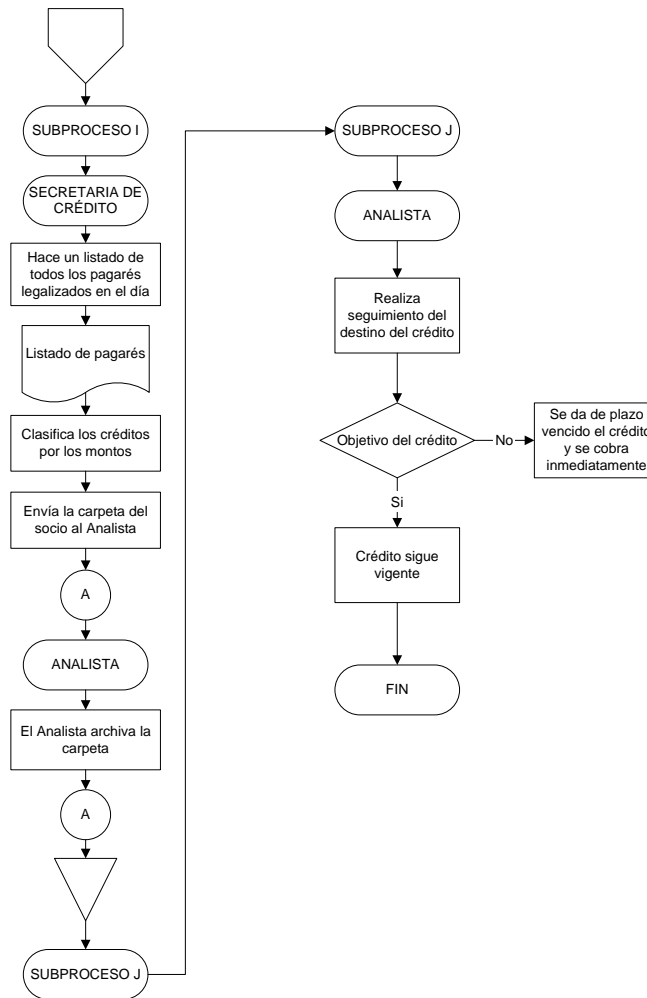 SUBPROCESO I
SECRETARIA DE
CRÉDITO
Hace un listado de
todos los pagarés
legalizados en el día
Listado de pagarés
Clasifica los créditos
por los montos
Envía la carpeta del
socio al Analista
A
ANALISTA
El Analista archiva la
carpeta
A
SUBPROCESO J
SUBPROCESO J
ANALISTA
Realiza
seguimiento del
destino del crédito
Objetivo del crédito
No
Se da de plazo
vencido el crédito
y se cobra
inmediatamente
Si
Crédito sigue
vigente
FIN